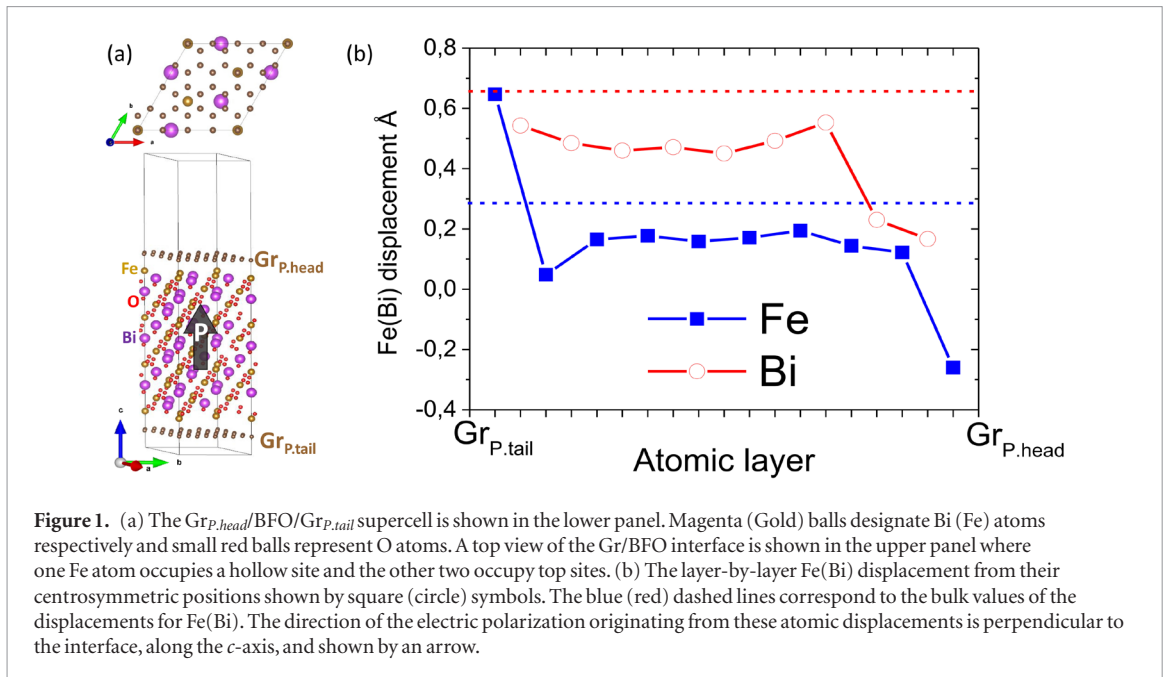 (a)
b
a
Fe
O
Bi
P
Gr_P.head
Gr_P.tail
c
b
a
(b)
Fe(Bi) displacement Å
0,8
0,6
0,4
0,2
0,0
-0,2
-0,4
Fe
Bi
Gr_P.tail
Atomic layer
Gr_P.head
Figure 1. (a) The Gr_P.head/BFO/Gr_P.tail supercell is shown in the lower panel. Magenta (Gold) balls designate Bi (Fe) atoms
respectively and small red balls represent O atoms. A top view of the Gr/BFO interface is shown in the upper panel where
one Fe atom occupies a hollow site and the other two occupy top sites. (b) The layer-by-layer Fe(Bi) displacement from their
centrosymmetric positions shown by square (circle) symbols. The blue (red) dashed lines correspond to the bulk values of the
displacements for Fe(Bi). The direction of the electric polarization originating from these atomic displacements is perpendicular to
the interface, along the c-axis, and shown by an arrow.